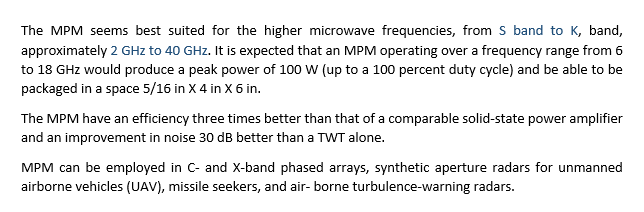 The MPM seems best suited for the higher microwave frequencies, from S band to K, band,
approximately 2 GHz to 40 GHz. It is expected that an MPM operating over a frequency range from 6
to 18 GHz would produce a peak power of 100 W (up to a 100 percent duty cycle) and be able to be
packaged in a space 5/16 in X 4 in X 6 in.
The MPM have an efficiency three times better than that of a comparable solid-state power amplifier
and an improvement in noise 30 dB better than a TWT alone.
MPM can be employed in C- and X-band phased arrays, synthetic aperture radars for unmanned
airborne vehicles (UAV), missile seekers, and air- borne turbulence-warning radars.